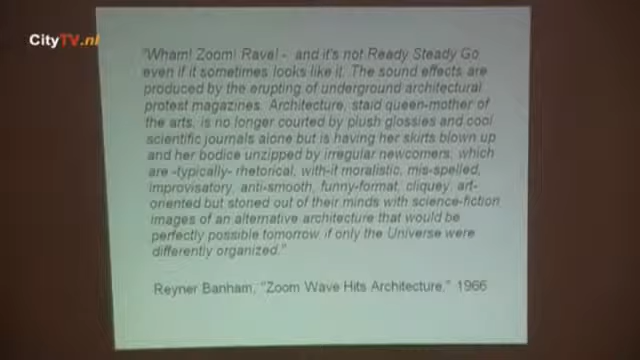 CityTV.nl
"Wham! Zoom! Rave! - and it's not Ready Steady Go
even if it sometimes looks like it. The sound effects are
produced by the erupting of underground architectural
protest magazines. Architecture, staid queen-mother of
the arts, is no longer courted by plush glossies and cool
scientific journals alone but is having her skirts blown up
and her bodice unzipped by irregular newcomers, which
are -typically- rhetorical, with-it moralistic, mis-spelled,
improvisatory, anti-smooth, funny-format, cliquey, art-
oriented but stoned out of their minds with science-fiction
images of an alternative architecture that would be
perfectly possible tomorrow if only the Universe were
differently organized."
Reyner Banham, "Zoom Wave Hits Architecture," 1966